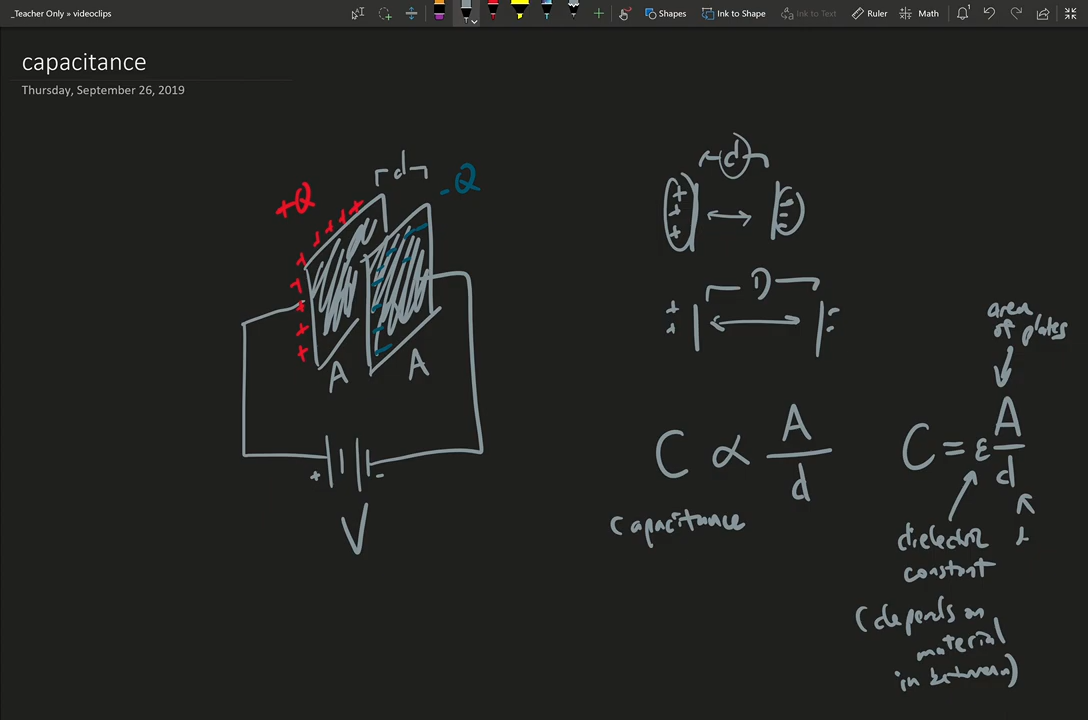 _Teacher Only » videoclips
Shapes
Ink to Shape
Ink to Text
Ruler
Math
capacitance
Thursday, September 26, 2019
d
+Q
-Q
+ + + +
+ + + + +
A A
+ -
V
d
+ + +
- - -
D
+ +
- -
C ∝ A/d
capacitance
area
of plates
C = ε A/d
constant
(depends on
material
in between)